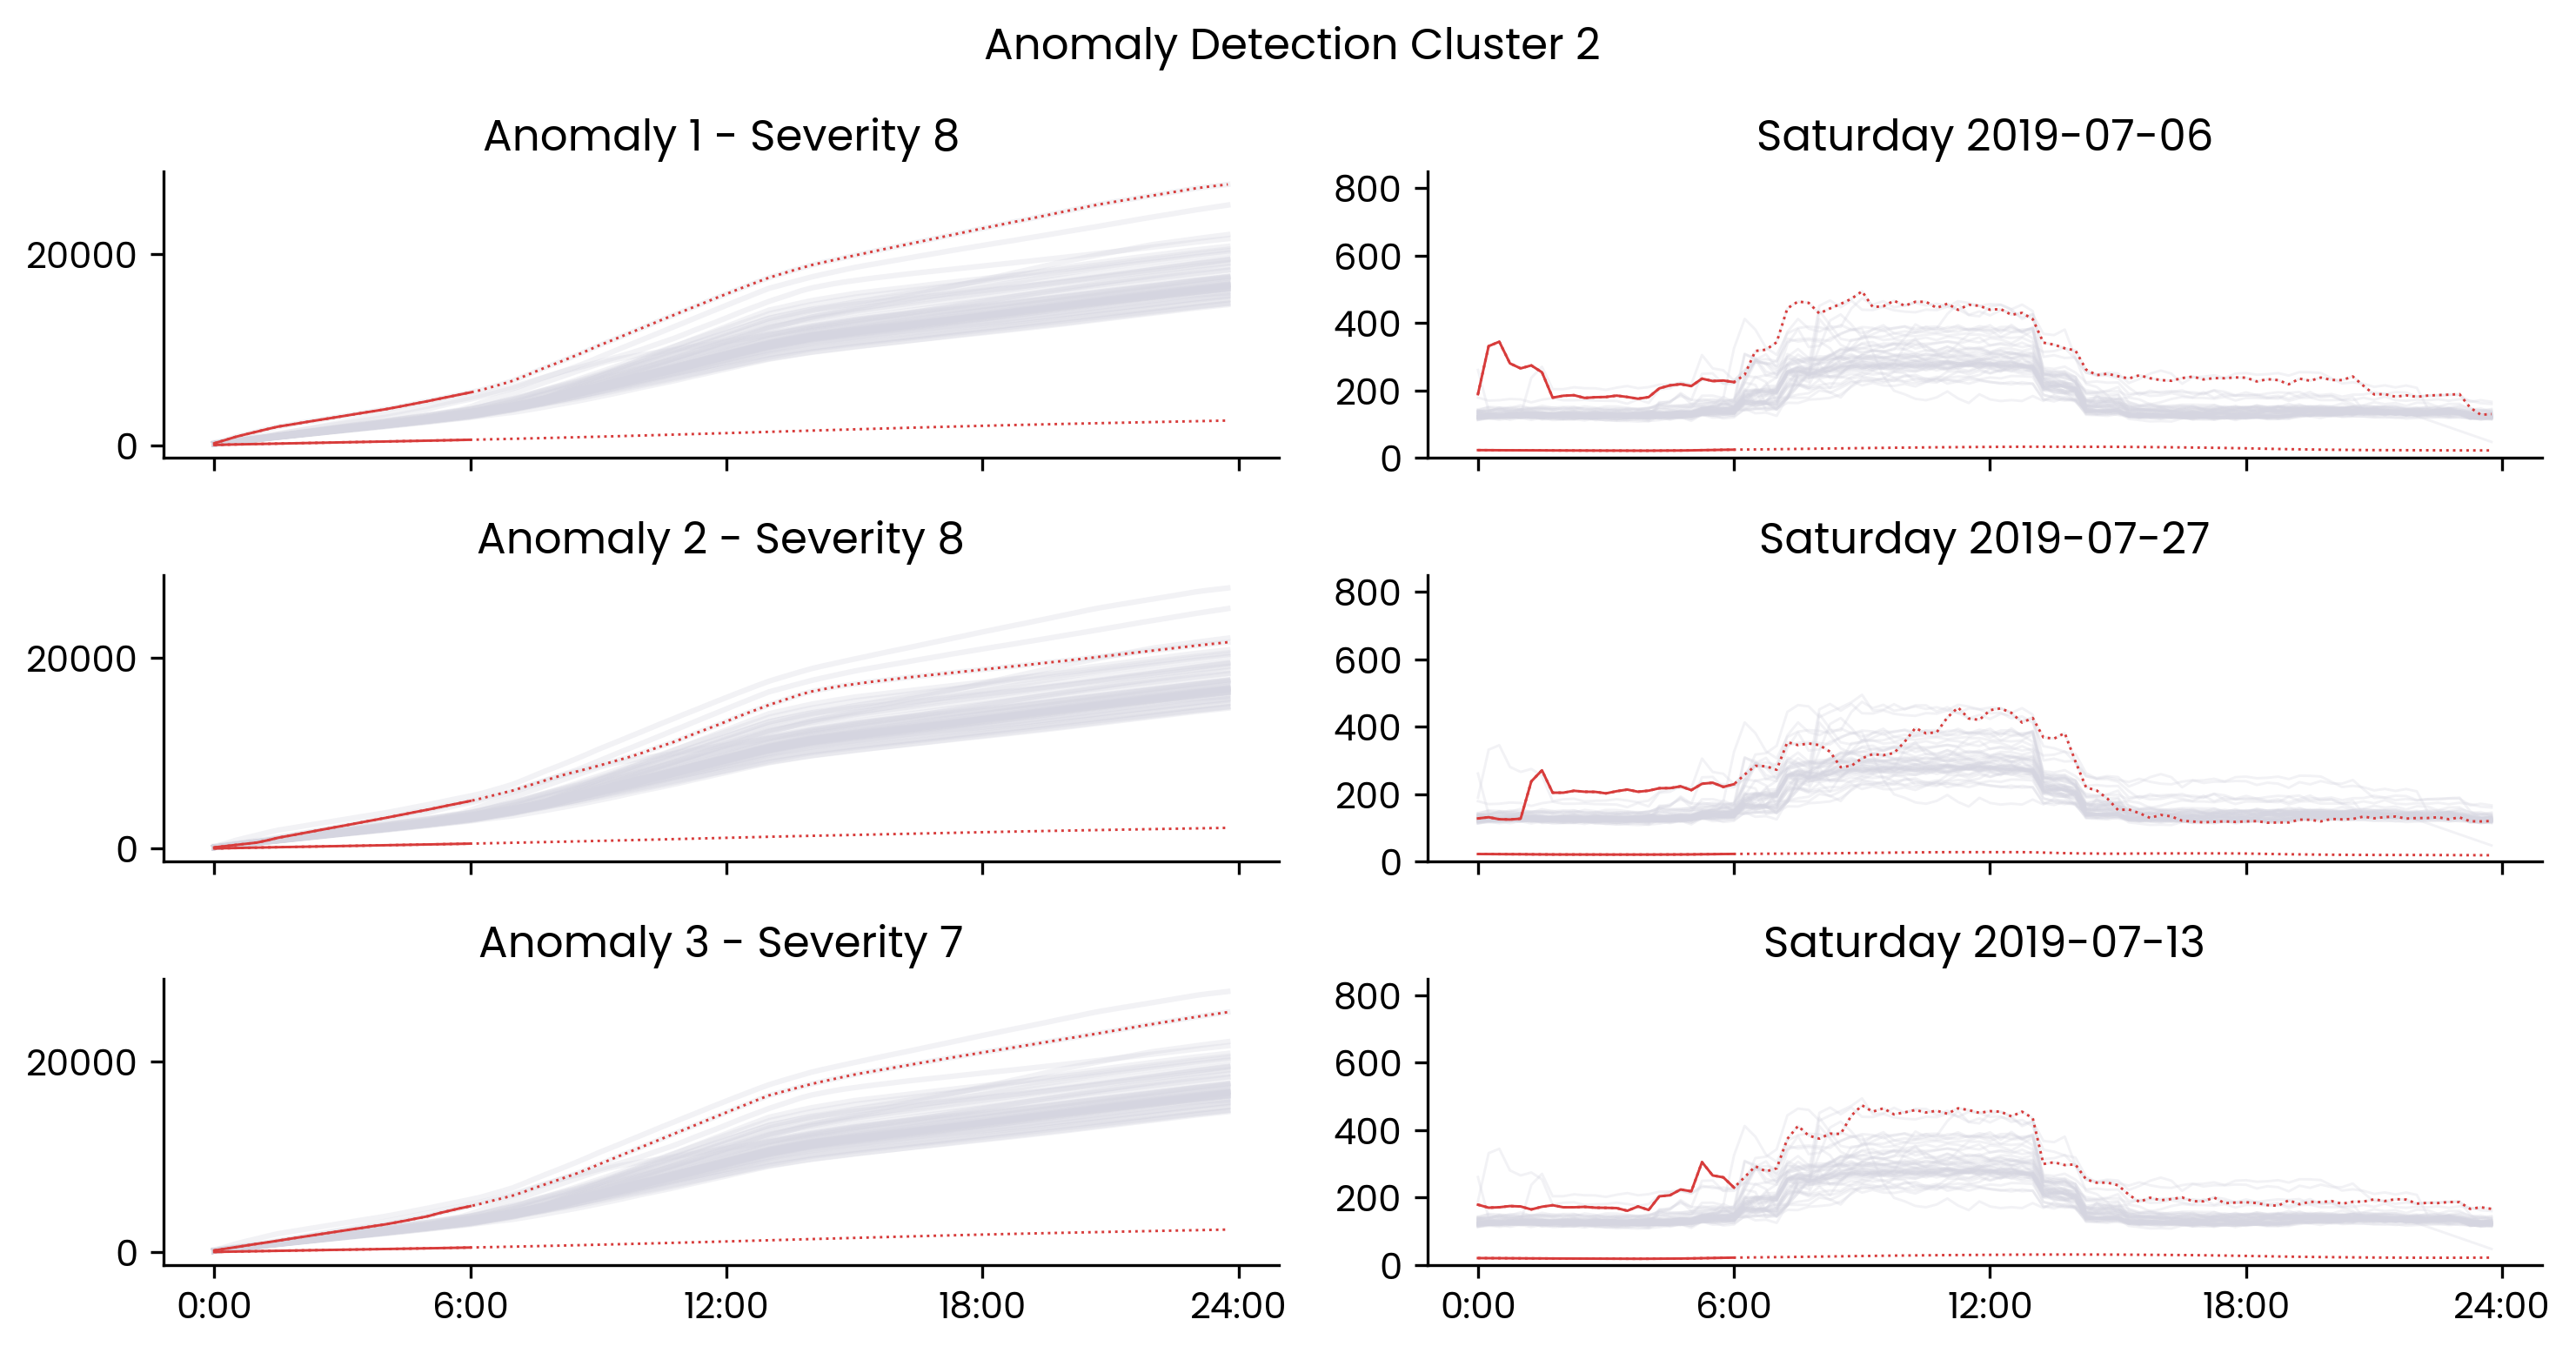 Anomaly Detection Cluster 2
Anomaly 1 - Severity 8
Saturday 2019-07-06
20000
0
800
600
400
200
0
Anomaly 2 - Severity 8
Saturday 2019-07-27
20000
0
800
600
400
200
0
Anomaly 3 - Severity 7
Saturday 2019-07-13
20000
0
800
600
400
200
0
0:00 6:00 12:00 18:00 24:00
0:00 6:00 12:00 18:00 24:00